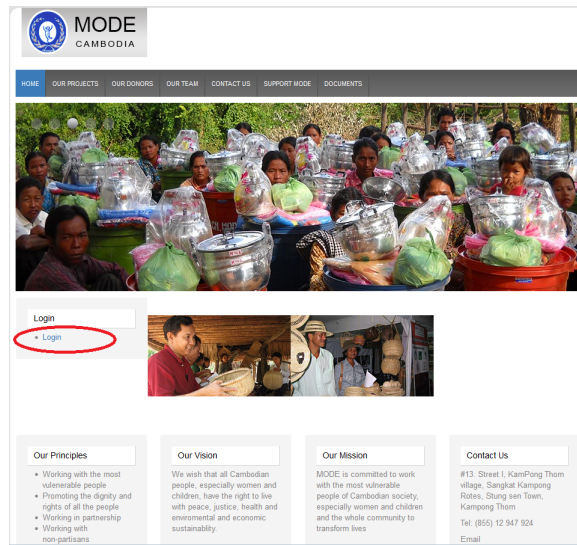 MODE
CAMBODIA
HOME OUR PROJECTS OUR DONORS OUR TEAM CONTACT US SUPPORT MODE DOCUMENTS
Login
Login
Our Principles
Working with the most
vulenerable people
Promoting the dignity and
rights of all the people
Working in partnership
Working with
non-partisans
Our Vision
We wish that all Cambodian
people, especially women and
children, have the right to live
with peace, justice, health and
enviromental and economic
sustainablity.
Our Mission
MODE is committed to work
with the most vulnerable
people of Cambodian society,
especially women and children
and the whole community to
transform lives
Contact Us
#13. Street I, KamPong Thom
village, Sangkat Kampong
Rotes, Stung sen Town,
Kampong Thom
Tel: (855) 12 947 924
Email